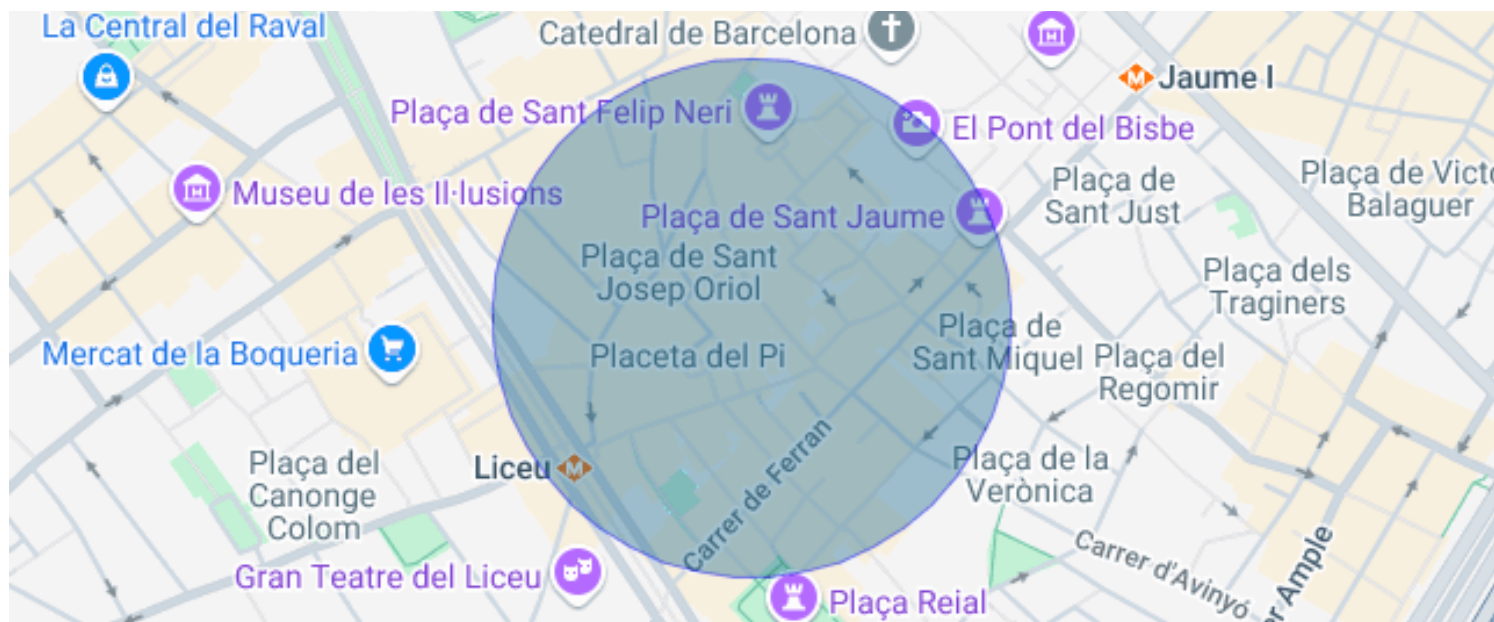 La Central del Raval
Catedral de Barcelona
Jaume I
Plaça de Sant Felip Neri
El Pont del Bisbe
Museu de les Il·lusions
Plaça de
Sant Just
Plaça de Victo
Balaguer
Plaça de Sant Jaume
Plaça de Sant
Josep Oriol
Plaça dels
Traginers
Mercat de la Boqueria
Placeta del Pi
Plaça de
Sant Miquel
Plaça del
Regomir
Liceu
Plaça del
Canonge
Colom
Carrer de Ferran
Plaça de la
Verònica
Gran Teatre del Liceu
Plaça Reial
Carrer d'Avinyó
er Ample